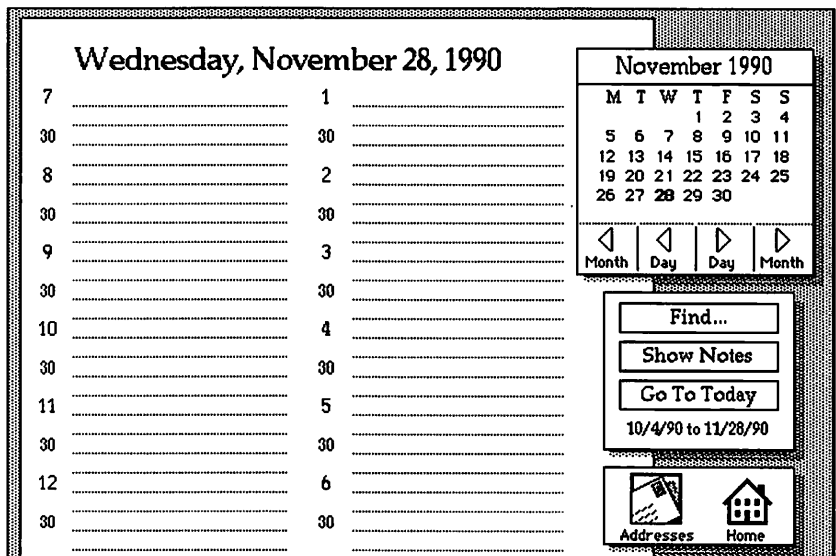 Wednesday, November 28, 1990
7
30
8
30
9
30
10
30
11
30
12
30
1
30
2
30
3
30
4
30
5
30
6
30
November 1990
M T W T F S S
1 2 3 4
5 6 7 8 9 10 11
12 13 14 15 16 17 18
19 20 21 22 23 24 25
26 27 28 29 30
Month Day Day Month
Find...
Show Notes
Go To Today
10/4/90 to 11/28/90
Addresses Home